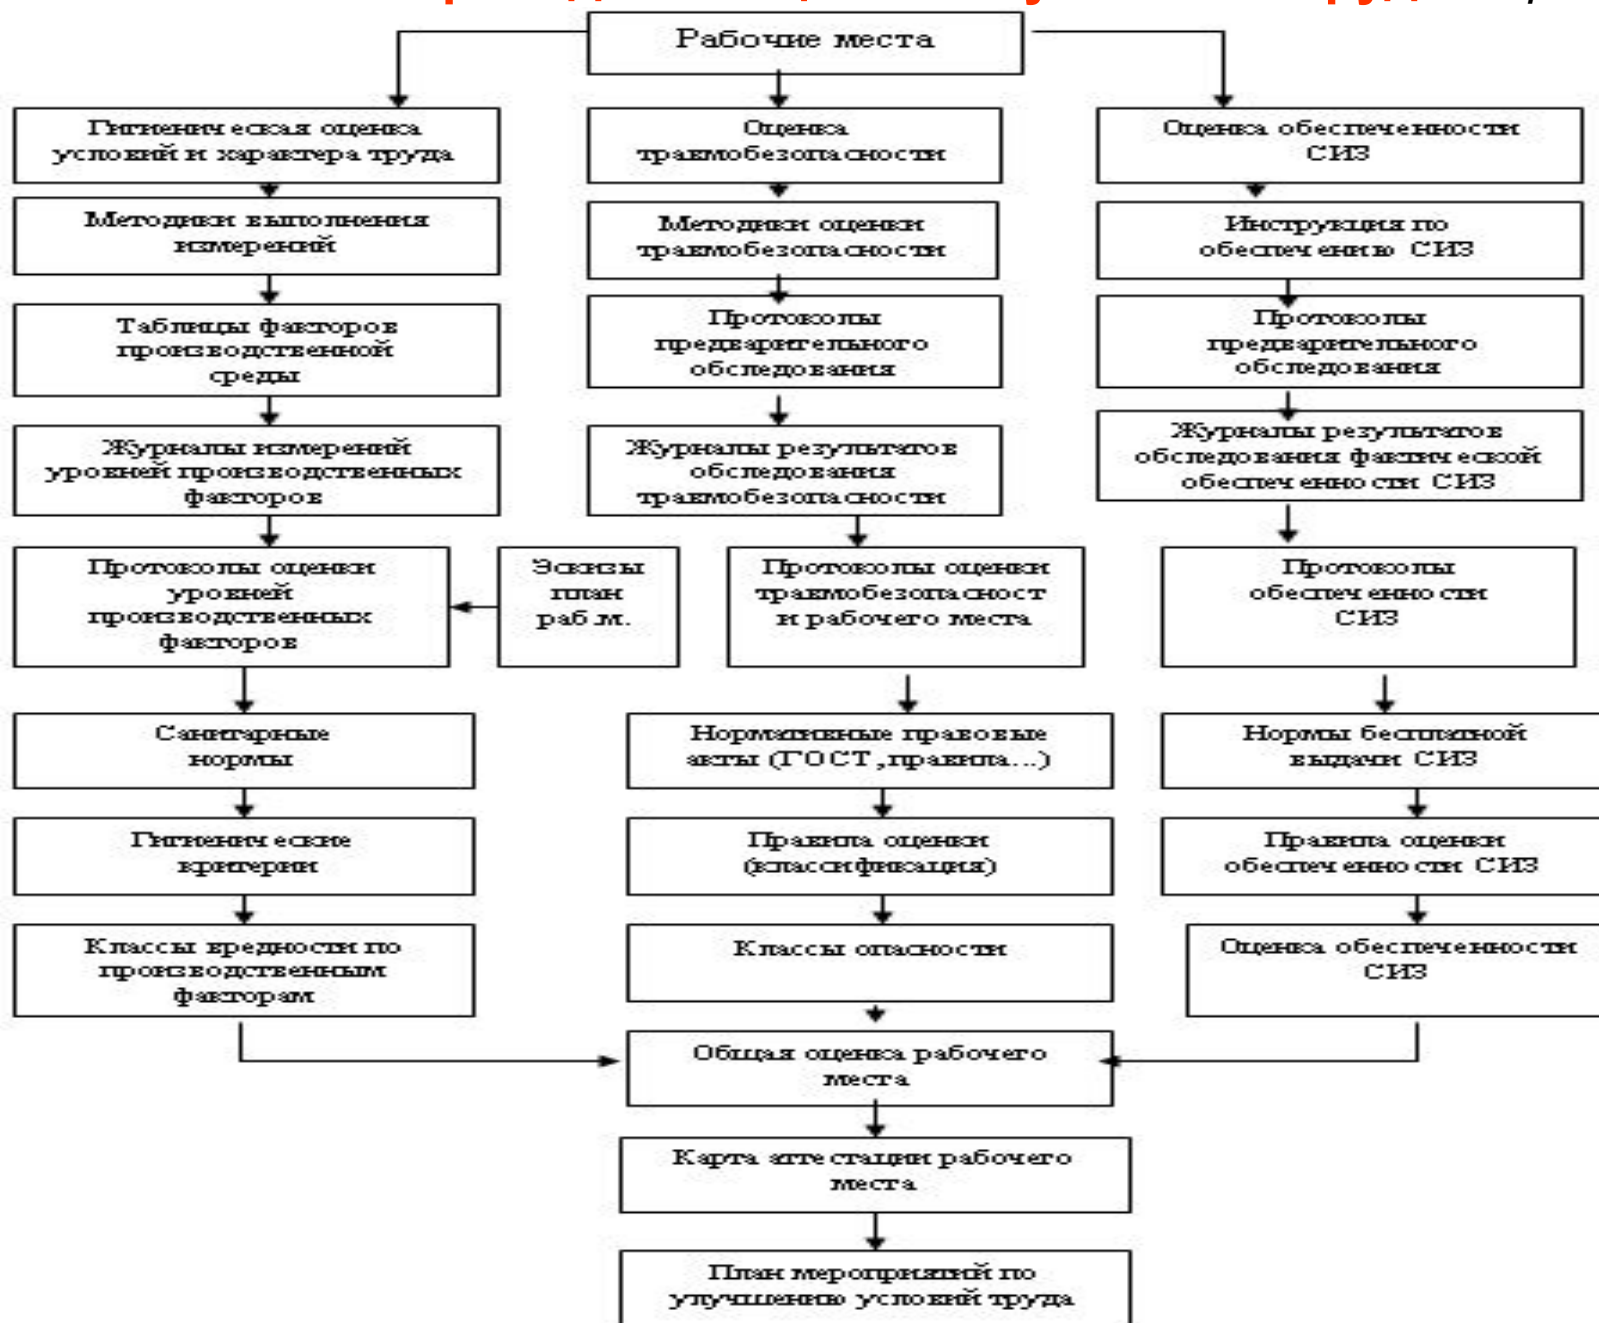 Рабочие места
Гигиеническая оценка
условий и характера труда
Оценка
травмобезопасности
Оценка обеспеченности
СИЗ
Методики выполнения
измерений
Методики оценки
травмобезопасности
Инструкция по
обеспечению СИЗ
Таблицы факторов
производственной
среды
Протоколы
предварительного
обследования
Протоколы
предварительного
обследования
Журналы измерений
уровней производственных
факторов
Журналы результатов
обследования
травмобезопасности
Журналы результатов
обследования фактической
обеспеченности СИЗ
Протоколы оценки
уровней
производственных
факторов
Эскизы
план
раб.м.
Протоколы оценки
травмобезопасност
и рабочего места
Протоколы
обеспеченности
СИЗ
Санитарные
нормы
Нормативные правовые
акты (ГОСТ,правила...)
Нормы бесплатной
выдачи СИЗ
Гигиенические
критерии
Правила оценки
(классификация)
Правила оценки
обеспеченности СИЗ
Классы вредности по
производственным
факторам
Классы опасности
Оценка обеспеченности
СИЗ
Общая оценка рабочего
места
Карта аттестации рабочего
места
План мероприятий по
улучшению условий труда